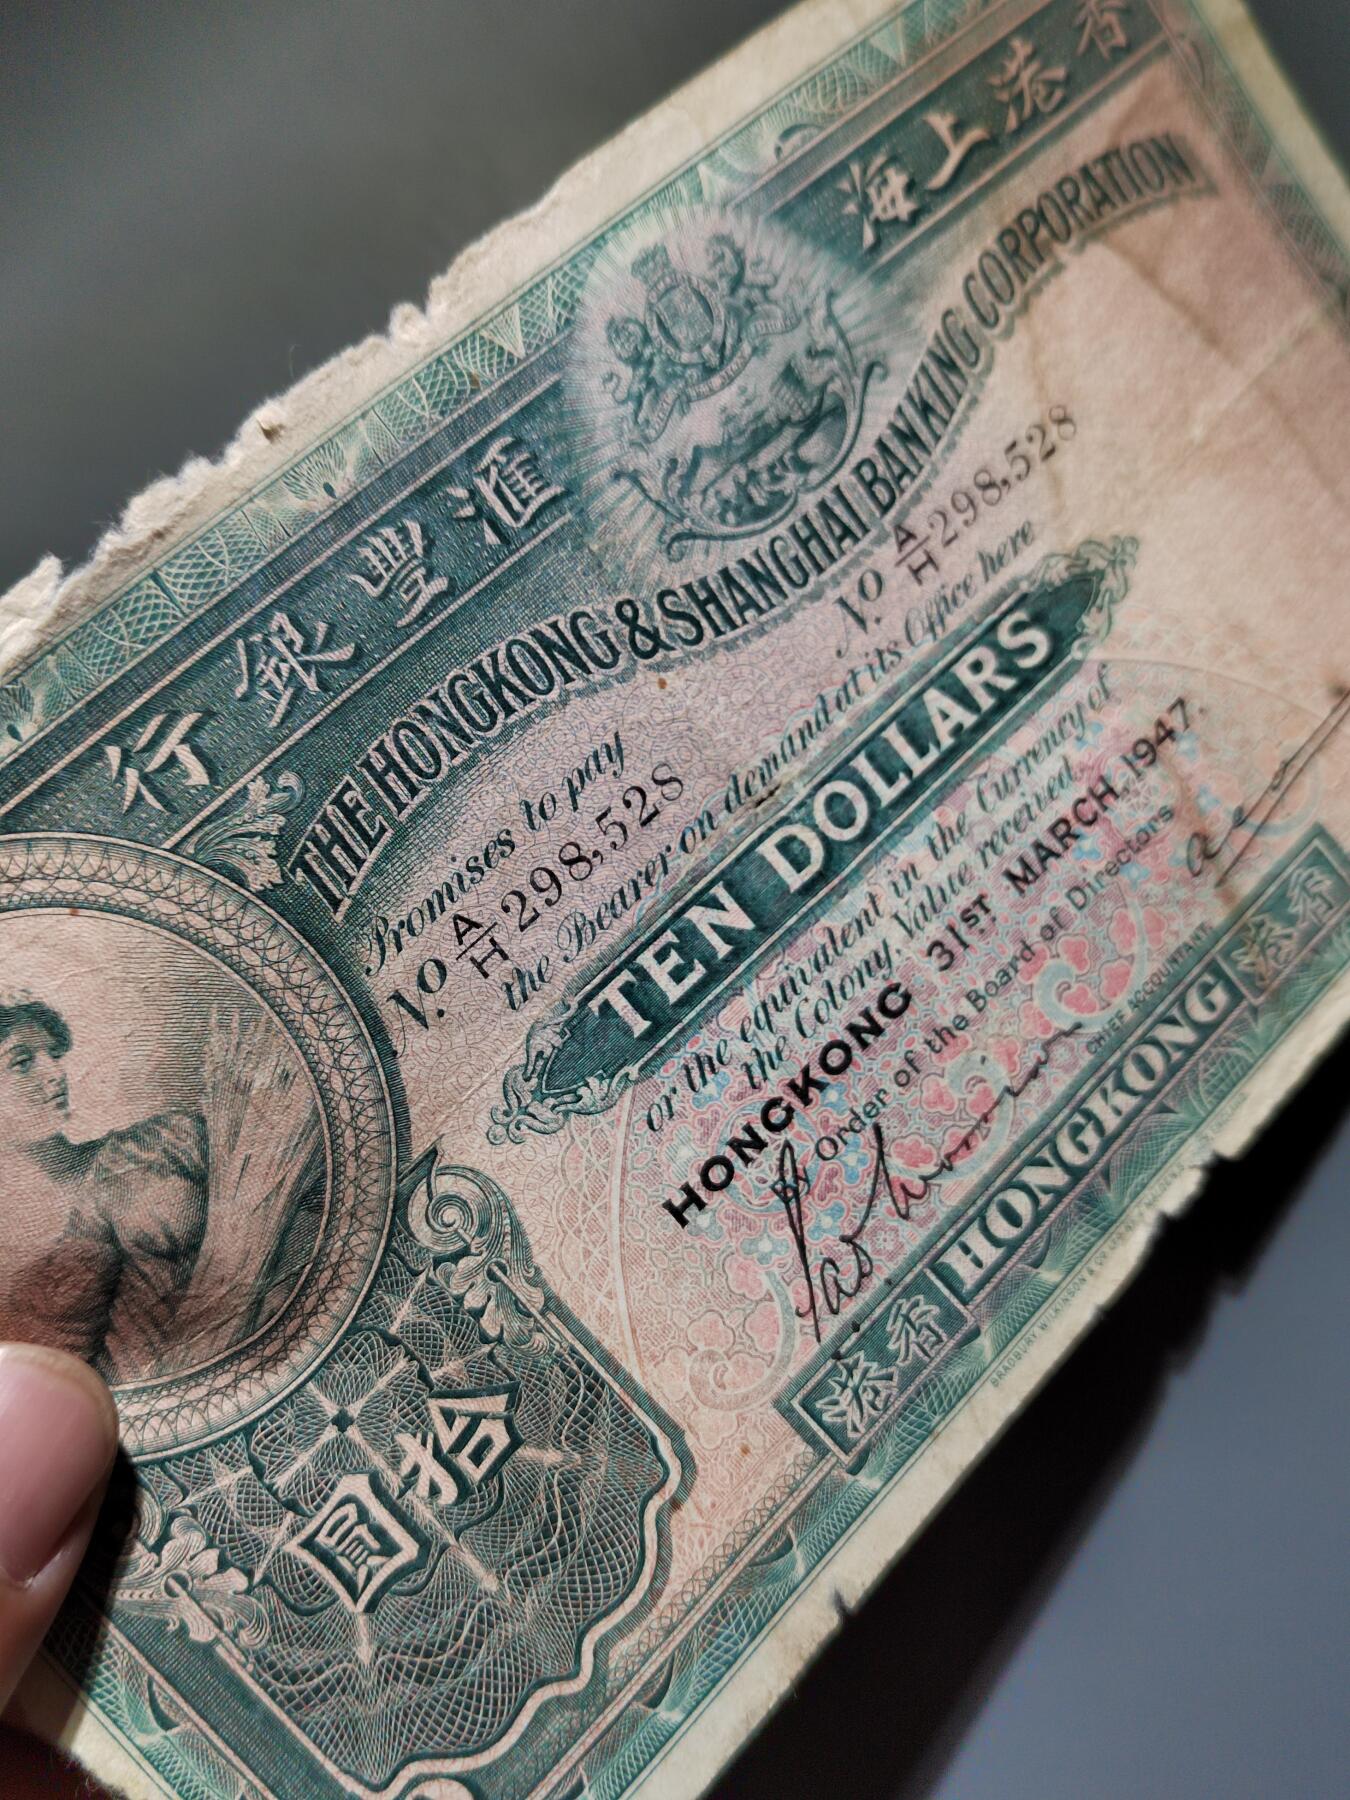 行銀豐滙 海上港香
THE HONGKONG & SHANGHAI BANKING CORPORATION
Promises to pay
No A/H 298,528
No A/H 298,528
the Bearer on demand at its Office here
TEN DOLLARS
or the equivalent in the Currency of
the Colony, Value received.
HONGKONG 31ST MARCH, 1947.
By Order of the Board of Directors
CHIEF ACCOUNTANT
港香 HONGKONG 港香
圓拾
BRADBURY WILKINSON & Co